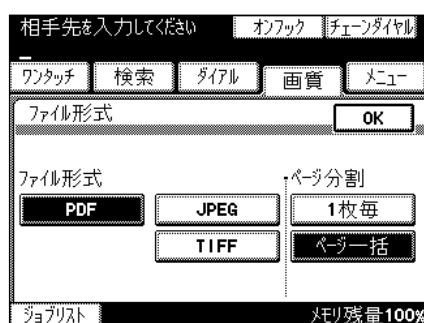 相手先を入力してください オンフック チェーンダイヤル
ワンタッチ 検索 ダイアル 画質 メニュー
ファイル形式 OK
ファイル形式 ページ分割
PDF JPEG 1枚毎
TIFF ページ一括
ジョブリスト メモリ残量100%